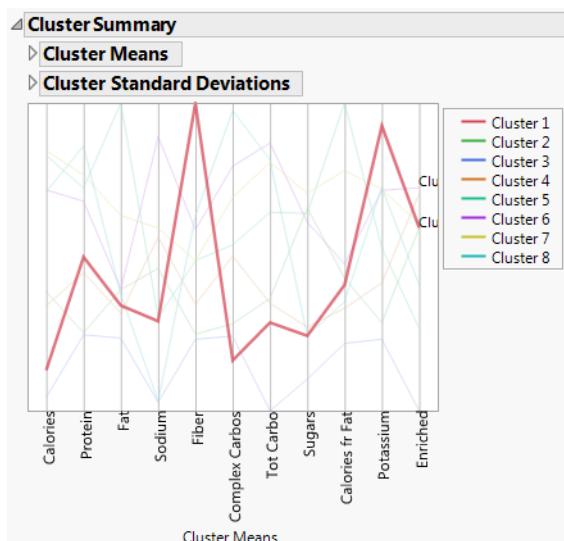 Cluster Summary
Cluster Means
Cluster Standard Deviations
Clu
Clu
Cluster 1
Cluster 2
Cluster 3
Cluster 4
Cluster 5
Cluster 6
Cluster 7
Cluster 8
Calories
Protein
Fat
Sodium
Fiber
Complex Carbos
Tot Carbo
Sugars
Calories fr Fat
Potassium
Enriched
Cluster Means